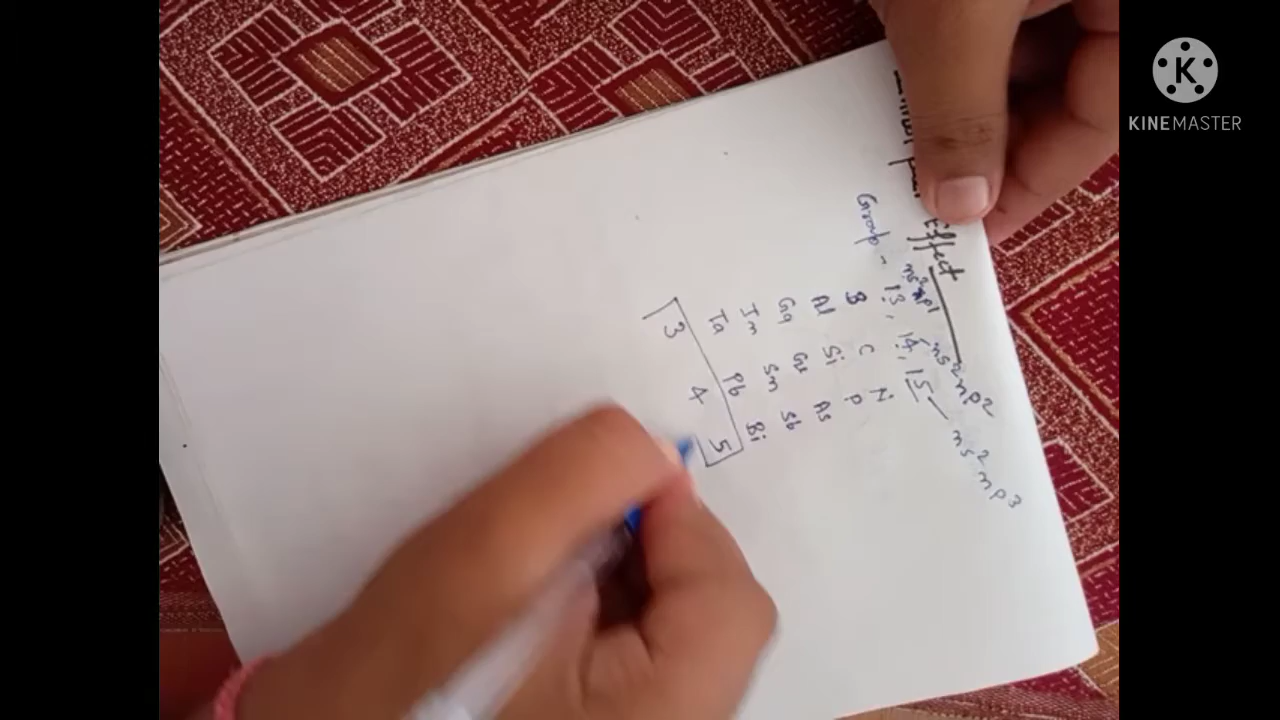 Effect
ns²np¹ ns²np²
Group - 13, 14, 15 — ns²np³
B C N
Al Si P
Ga Ge As
In Sn Sb
Ta Pb Bi
3 4 5
K
KINEMASTER